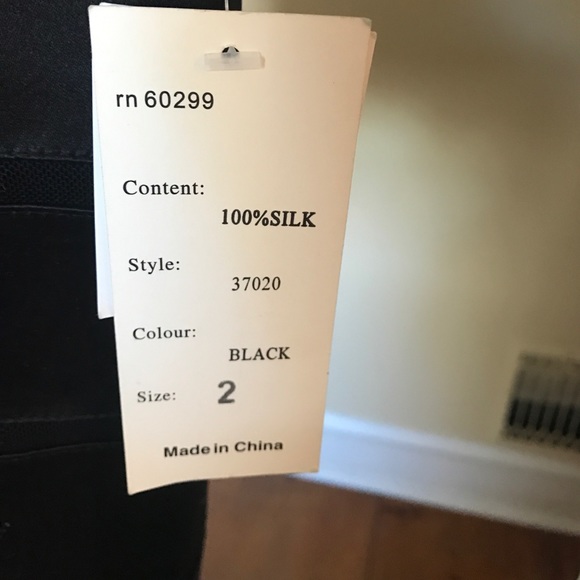 rn 60299
Content:
100%SILK
Style:
37020
Colour:
BLACK
Size: 2
Made in China